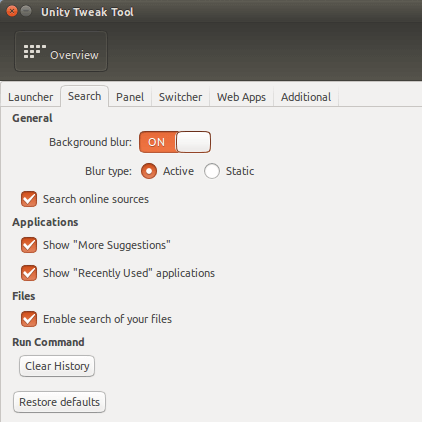 Unity Tweak Tool
Overview
Launcher Search Panel Switcher Web Apps Additional
General
Background blur: ON
Blur type: Active Static
Search online sources
Applications
Show "More Suggestions"
Show "Recently Used" applications
Files
Enable search of your files
Run Command
Clear History
Restore defaults